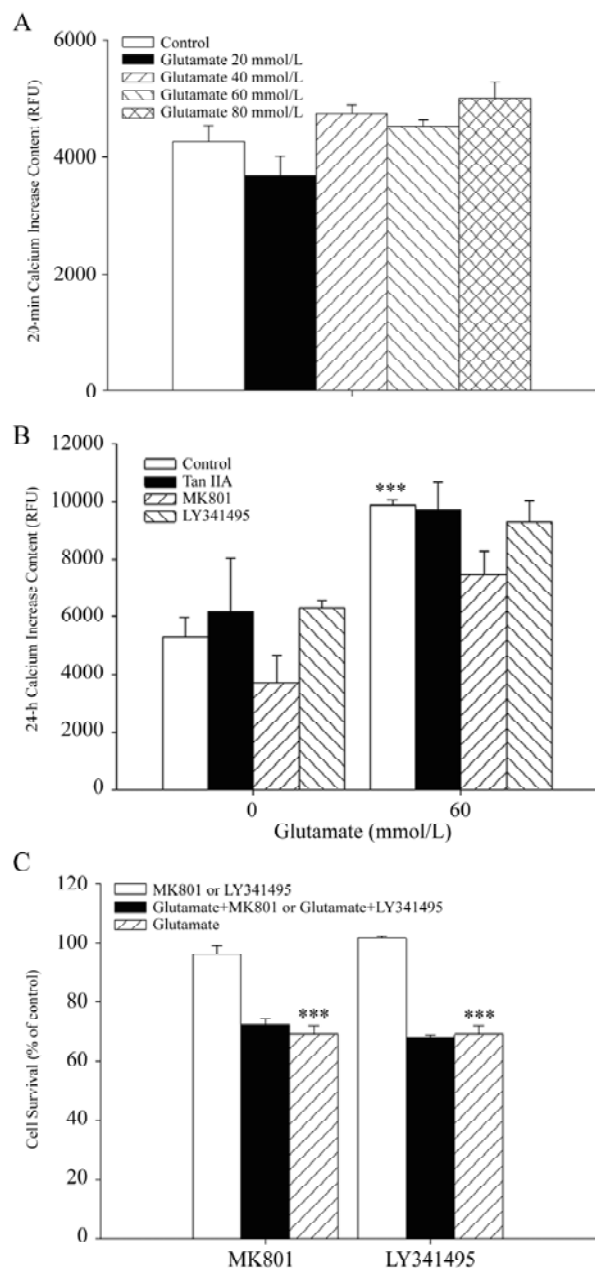 A
20-min Calcium Increase Content (RFU)
6000
4000
2000
0
Control
Glutamate 20 mmol/L
Glutamate 40 mmol/L
Glutamate 60 mmol/L
Glutamate 80 mmol/L
B
24-h Calcium Increase Content (RFU)
12000
10000
8000
6000
4000
2000
0
Control
Tan IIA
MK801
LY341495
***
0 60
Glutamate (mmol/L)
C
Cell Survival (% of control)
120
100
80
60
40
20
0
MK801 or LY341495
Glutamate+MK801 or Glutamate+LY341495
Glutamate
*** ***
MK801 LY341495